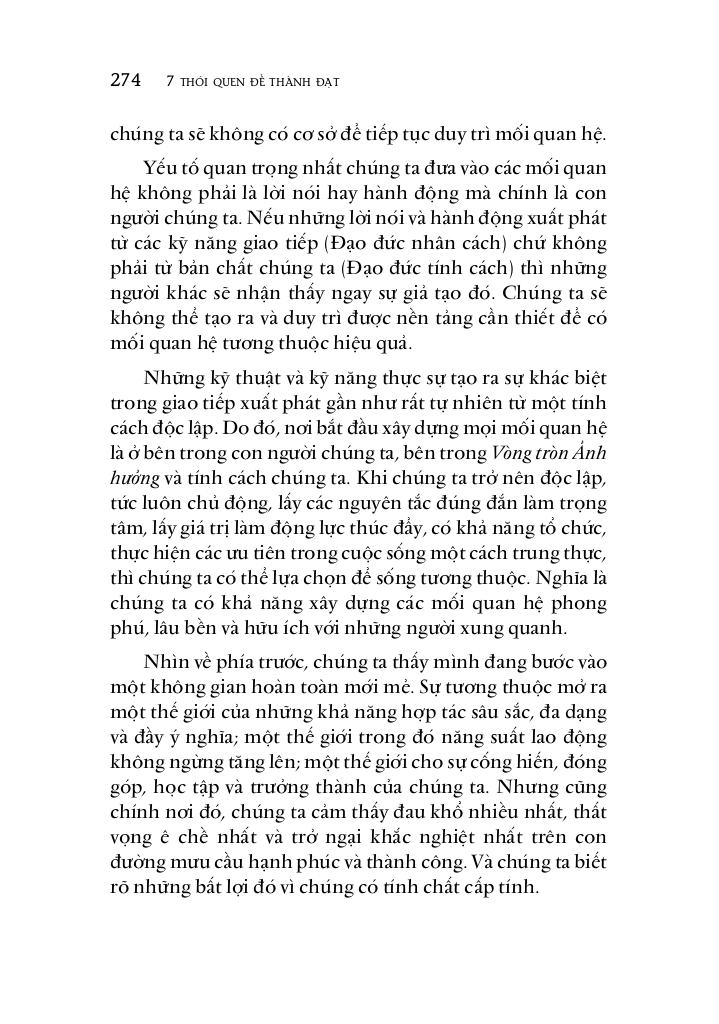 274 7 THÓI QUEN ĐỂ THÀNH ĐẠT
chúng ta sẽ không có cơ sở để tiếp tục duy trì mối quan hệ.
Yếu tố quan trọng nhất chúng ta đưa vào các mối quan
hệ không phải là lời nói hay hành động mà chính là con
người chúng ta. Nếu những lời nói và hành động xuất phát
từ các kỹ năng giao tiếp (Đạo đức nhân cách) chứ không
phải từ bản chất chúng ta (Đạo đức tính cách) thì những
người khác sẽ nhận thấy ngay sự giả tạo đó. Chúng ta sẽ
không thể tạo ra và duy trì được nền tảng cần thiết để có
mối quan hệ tương thuộc hiệu quả.
Những kỹ thuật và kỹ năng thực sự tạo ra sự khác biệt
trong giao tiếp xuất phát gần như rất tự nhiên từ một tính
cách độc lập. Do đó, nơi bắt đầu xây dựng mọi mối quan hệ
là ở bên trong con người chúng ta, bên trong Vòng tròn Ảnh
hưởng và tính cách chúng ta. Khi chúng ta trở nên độc lập,
tức luôn chủ động, lấy các nguyên tắc đúng đắn làm trọng
tâm, lấy giá trị làm động lực thúc đẩy, có khả năng tổ chức,
thực hiện các ưu tiên trong cuộc sống một cách trung thực,
thì chúng ta có thể lựa chọn để sống tương thuộc. Nghĩa là
chúng ta có khả năng xây dựng các mối quan hệ phong
phú, lâu bền và hữu ích với những người xung quanh.
Nhìn về phía trước, chúng ta thấy mình đang bước vào
một không gian hoàn toàn mới mẻ. Sự tương thuộc mở ra
một thế giới của những khả năng hợp tác sâu sắc, đa dạng
và đầy ý nghĩa; một thế giới trong đó năng suất lao động
không ngừng tăng lên; một thế giới cho sự cống hiến, đóng
góp, học tập và trưởng thành của chúng ta. Nhưng cũng
chính nơi đó, chúng ta cảm thấy đau khổ nhiều nhất, thất
vọng ê chề nhất và trở ngại khắc nghiệt nhất trên con
đường mưu cầu hạnh phúc và thành công. Và chúng ta biết
rõ những bất lợi đó vì chúng có tính chất cấp tính.